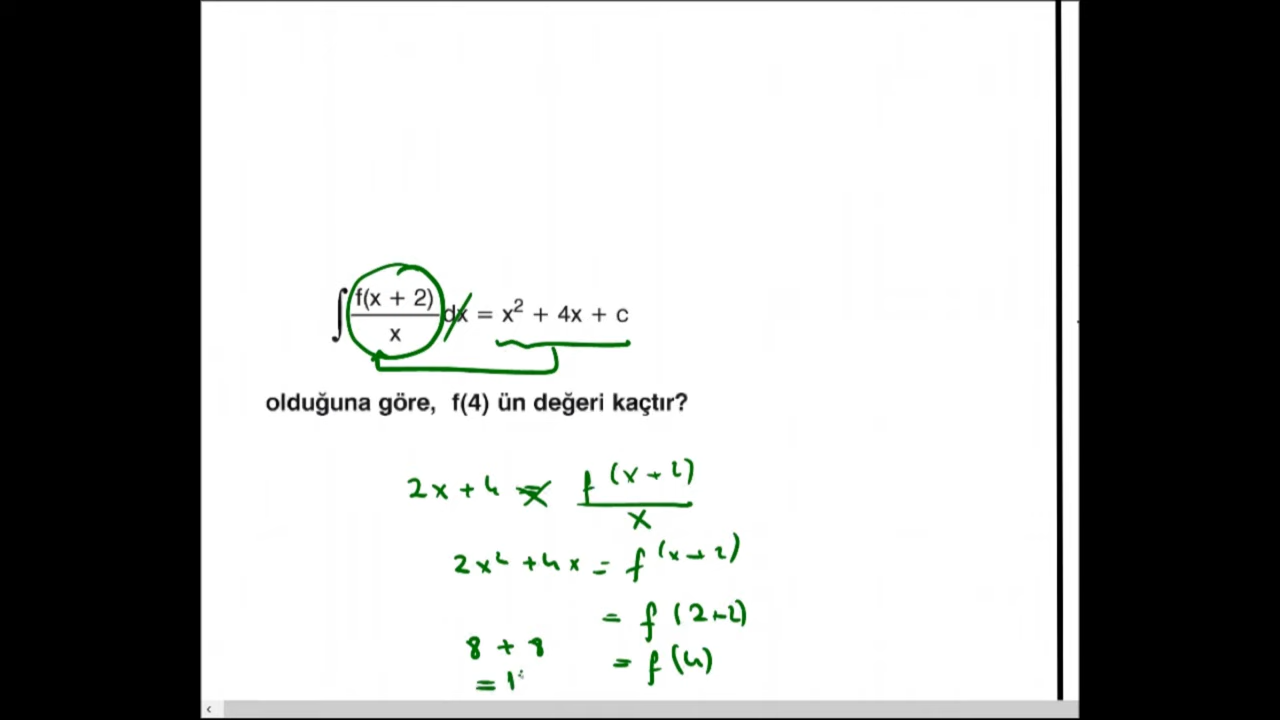 ∫ f(x + 2)/x dx = x² + 4x + c
olduğuna göre, f(4) ün değeri kaçtır?
2x + 4 = f(x + 2)/x
2x² + 4x = f(x + 2)
= f(2+2)
8 + 8 = f(4)
= 1